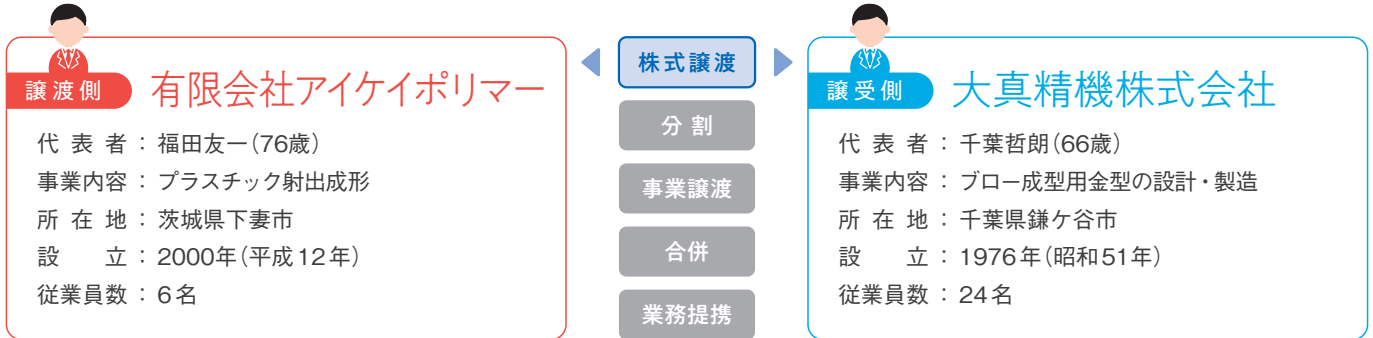 譲渡側 有限会社アイケイポリマー
代表者：福田友一（76歳）
事業内容：プラスチック射出成形
所在地：茨城県下妻市
設立：2000年（平成12年）
従業員数：6名
株式譲渡
分割
事業譲渡
合併
業務提携
譲受側 大真精機株式会社
代表者：千葉哲朗（66歳）
事業内容：ブロー成型用金型の設計・製造
所在地：千葉県鎌ケ谷市
設立：1976年（昭和51年）
従業員数：24名